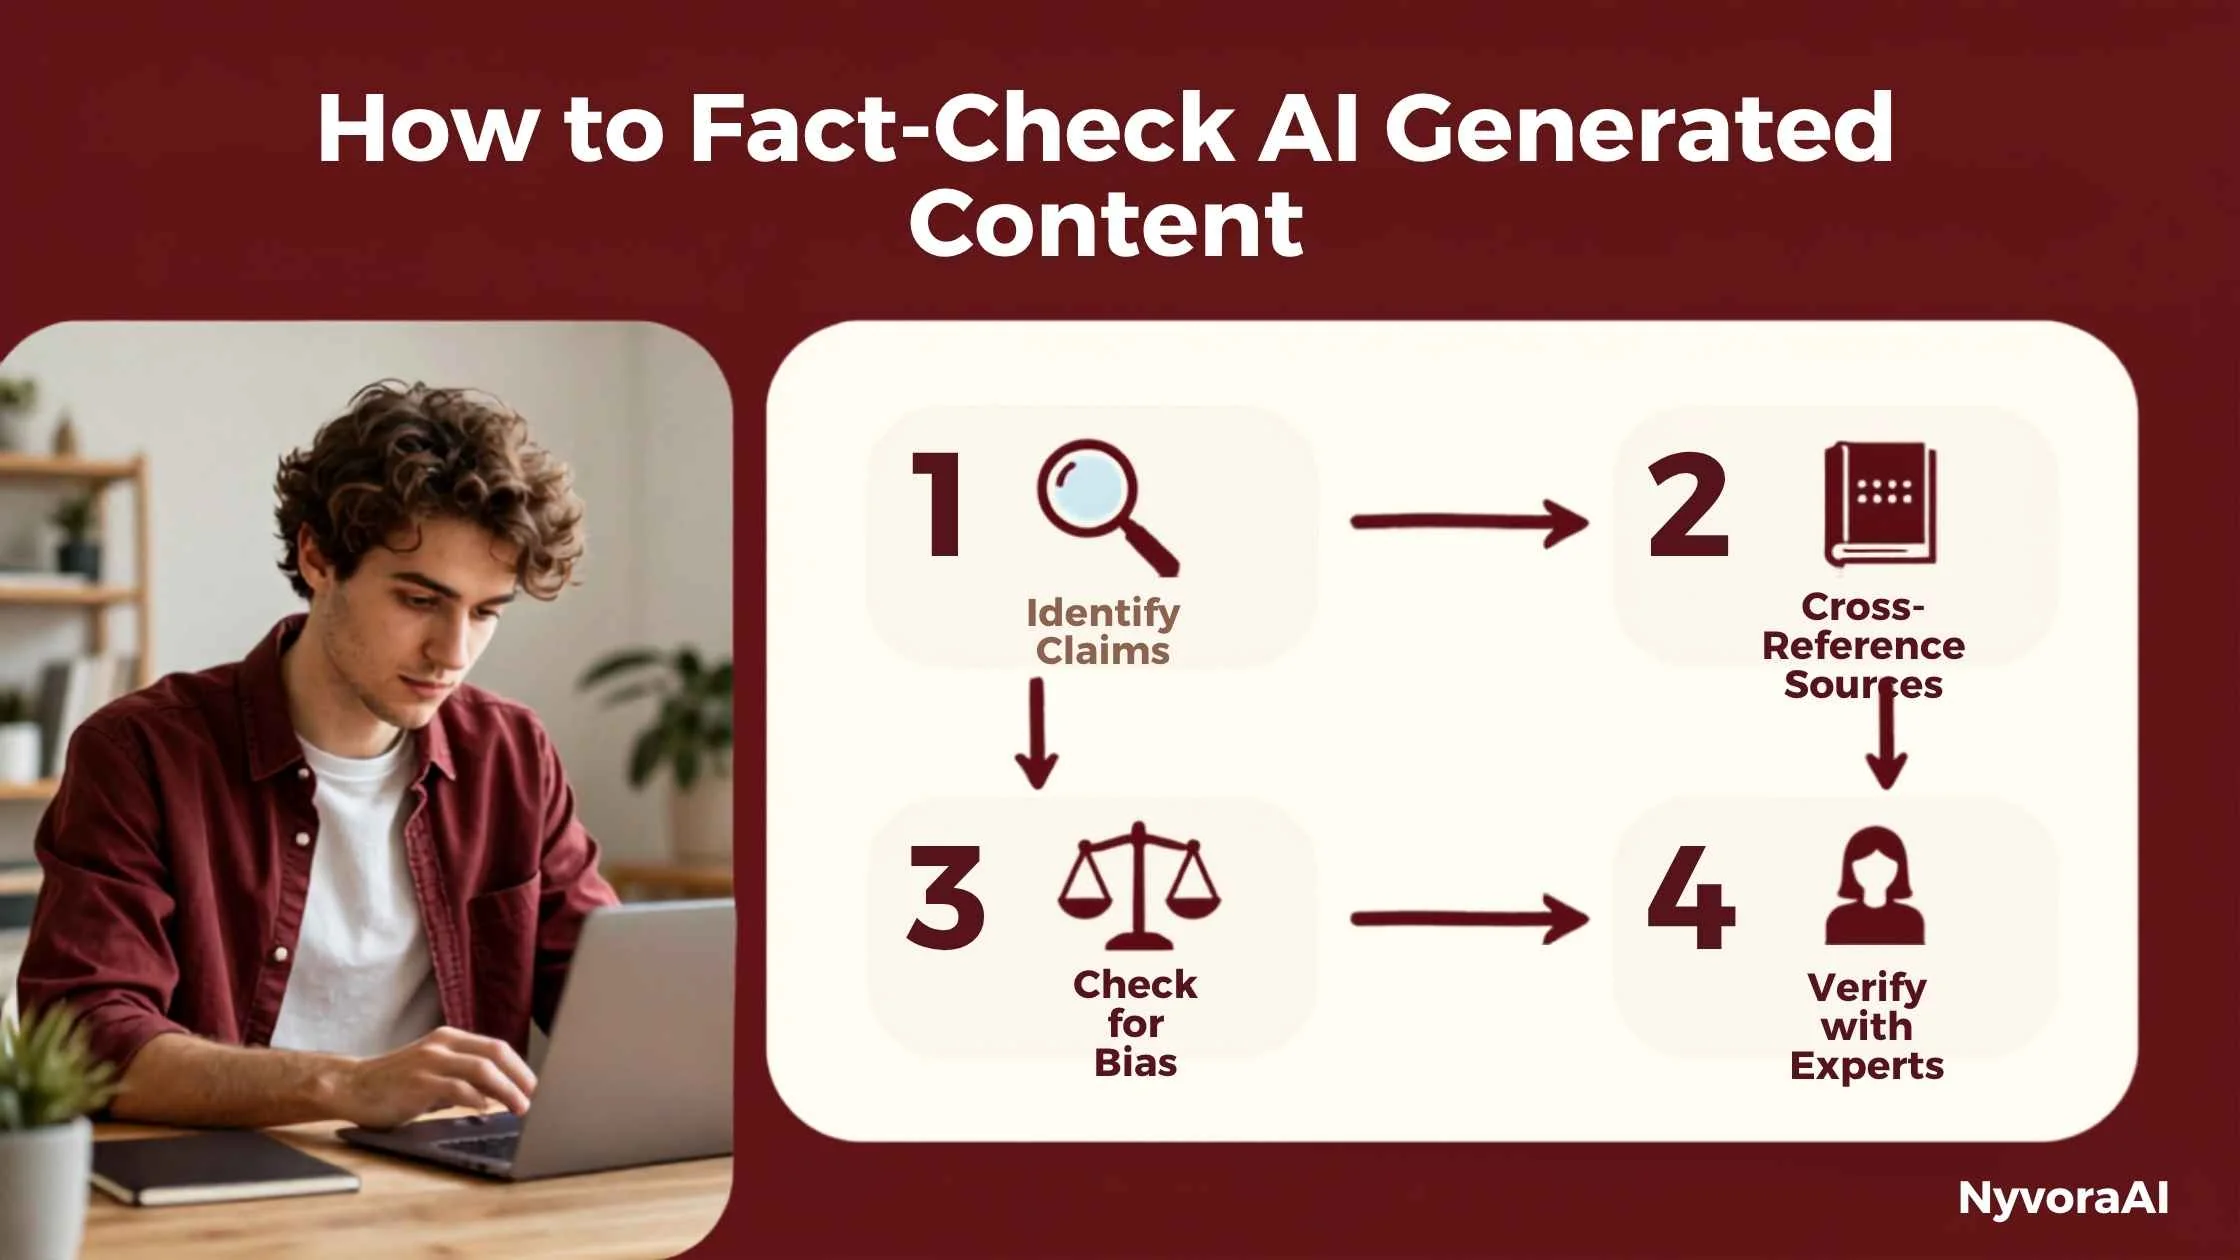 How to Fact-Check AI Generated
Content
1
Identify
Claims
2
Cross-
Reference
Sources
3
Check
for
Bias
4
Verify
with
Experts
NyvoraAI